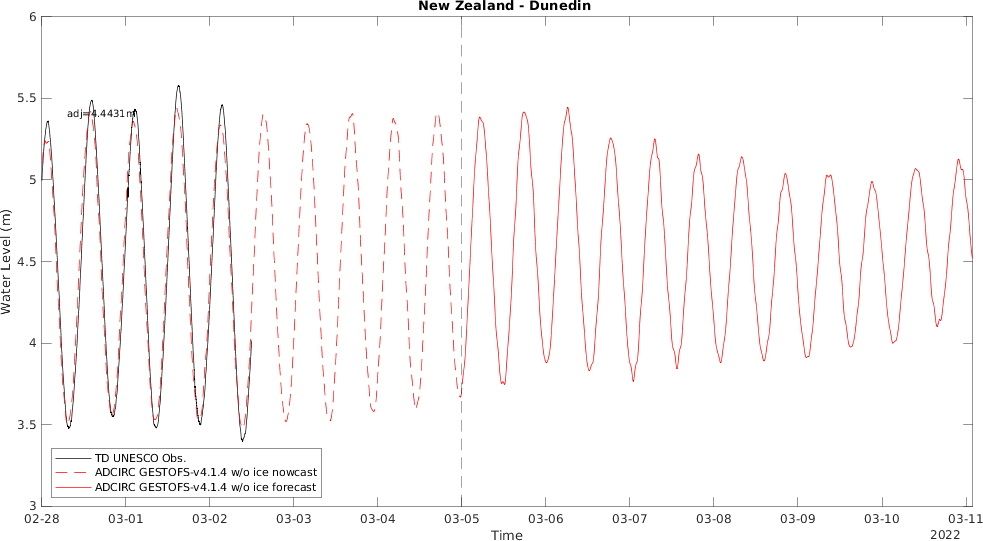 New Zealand - Dunedin
6
5.5
5
4.5
4
3.5
3
Water Level (m)
adj=4.4431m
TD UNESCO Obs.
ADCIRC GESTOFS-v4.1.4 w/o ice nowcast
ADCIRC GESTOFS-v4.1.4 w/o ice forecast
02-28 03-01 03-02 03-03 03-04 03-05 03-06 03-07 03-08 03-09 03-10 03-11
Time
2022